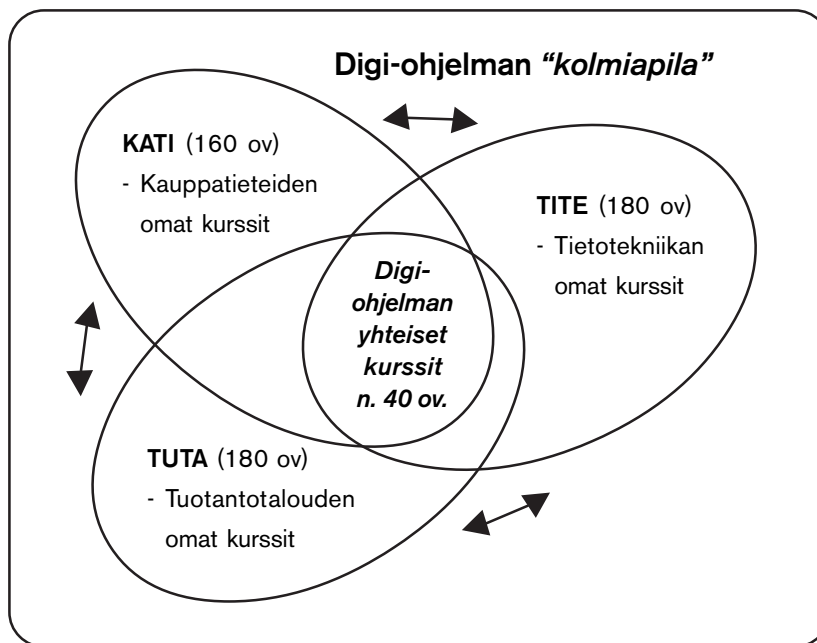 Digi-ohjelman "kolmiapila"
KATI (160 ov)
- Kauppatieteiden
omat kurssit
TITE (180 ov)
- Tietotekniikan
omat kurssit
Digi-
ohjelman
yhteiset
kurssit
n. 40 ov.
TUTA (180 ov)
- Tuotantotalouden
omat kurssit